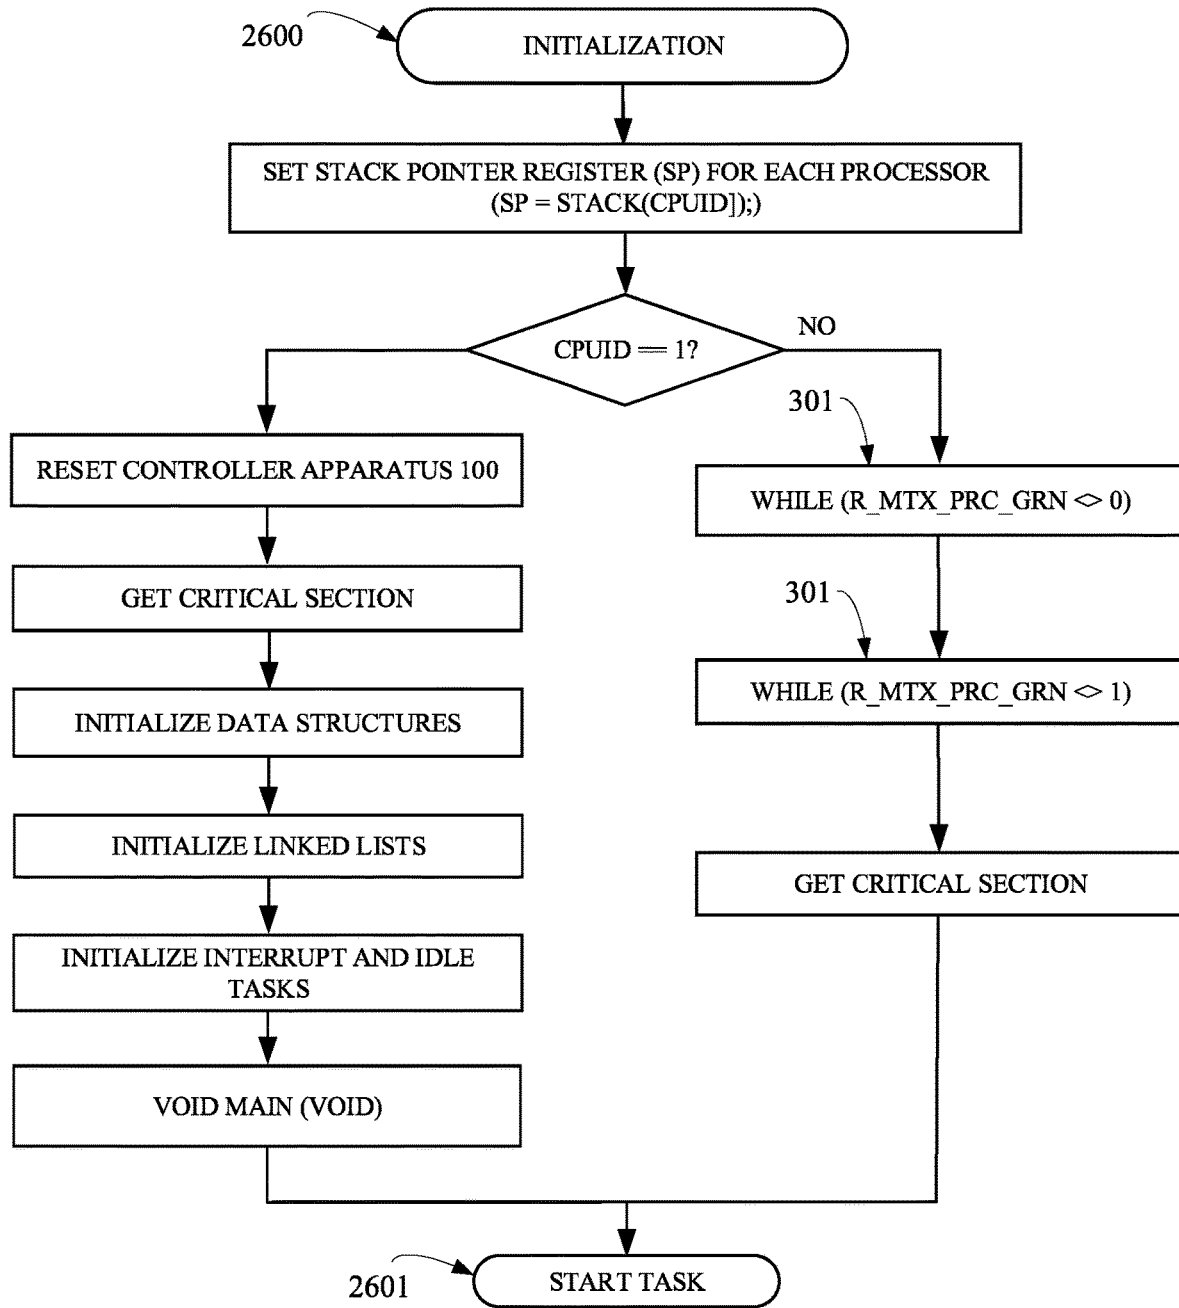 2600
INITIALIZATION
SET STACK POINTER REGISTER (SP) FOR EACH PROCESSOR
(SP = STACK(CPUID]);)
CPUID == 1?
NO
RESET CONTROLLER APPARATUS 100
GET CRITICAL SECTION
INITIALIZE DATA STRUCTURES
INITIALIZE LINKED LISTS
INITIALIZE INTERRUPT AND IDLE
TASKS
VOID MAIN (VOID)
301
WHILE (R_MTX_PRC_GRN <> 0)
301
WHILE (R_MTX_PRC_GRN <> 1)
GET CRITICAL SECTION
2601
START TASK